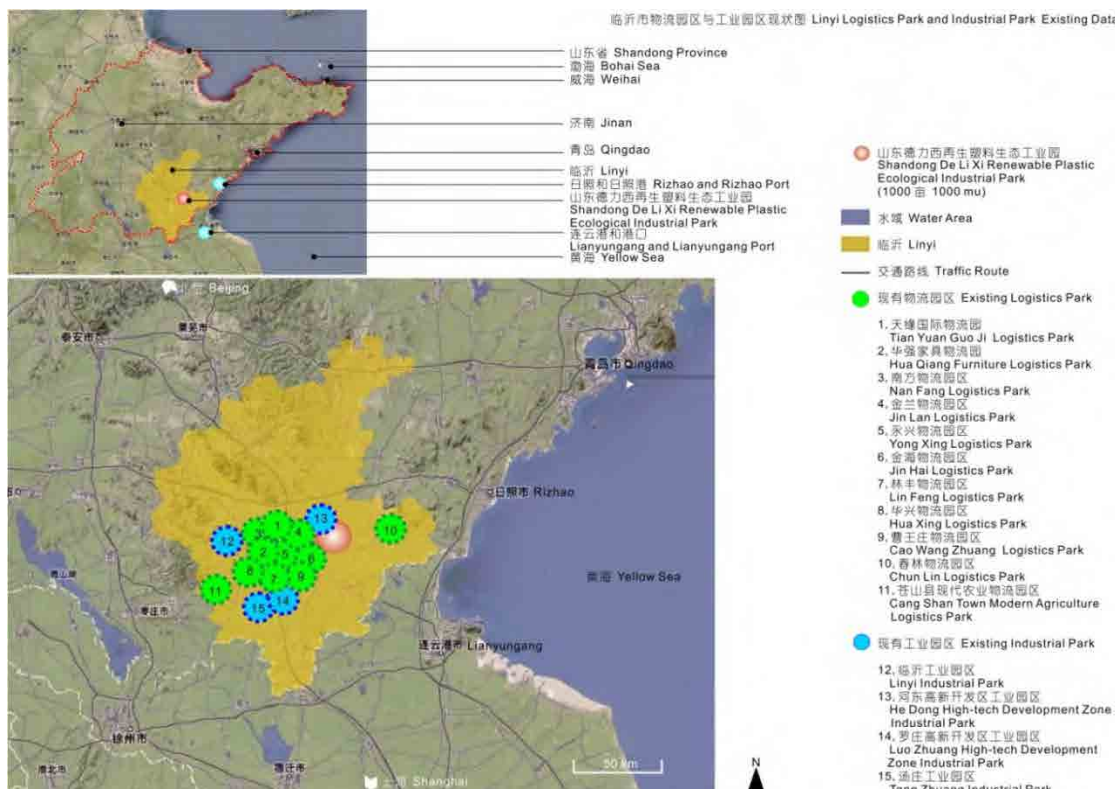 临沂市物流园区与工业园区现状图 Linyi Logistics Park and Industrial Park Existing Data
山东省 Shandong Province
渤海 Bohai Sea
威海 Weihai
济南 Jinan
青岛 Qingdao
临沂 Linyi
日照和日照港 Rizhao and Rizhao Port
山东德力西再生塑料生态工业园
Shandong De Li Xi Renewable Plastic
Ecological Industrial Park
连云港和港口
Lianyungang and Lianyungang Port
黄海 Yellow Sea
山东德力西再生塑料生态工业园
Shandong De Li Xi Renewable Plastic
Ecological Industrial Park
(1000 亩 1000 mu)
水域 Water Area
临沂 Linyi
交通路线 Traffic Route
现有物流园区 Existing Logistics Park
1. 天缘国际物流园
Tian Yuan Guo Ji Logistics Park
2. 华强家具物流园
Hua Qiang Furniture Logistics Park
3. 南方物流园区
Nan Fang Logistics Park
4. 金兰物流园区
Jin Lan Logistics Park
5. 永兴物流园区
Yong Xing Logistics Park
6. 金海物流园区
Jin Hai Logistics Park
7. 林丰物流园区
Lin Feng Logistics Park
8. 华兴物流园区
Hua Xing Logistics Park
9. 曹王庄物流园区
Cao Wang Zhuang Logistics Park
10. 春林物流园区
Chun Lin Logistics Park
11. 苍山县现代农业物流园区
Cang Shan Town Modern Agriculture
Logistics Park
现有工业园区 Existing Industrial Park
12. 临沂工业园区
Linyi Industrial Park
13. 河东高新开发区工业园区
He Dong High-tech Development Zone
Industrial Park
14. 罗庄高新开发区工业园区
Luo Zhuang High-tech Development
Zone Industrial Park
15. 汤庄工业园区
Tang Zhuang Industrial Park
Beijing
莱芜市
泰安市
青岛市 Qingdao
日照市 Rizhao
1
3
4
13
10
12
2
5
6
8
7
9
11
15
14
黄海 Yellow Sea
枣庄市
连云港市 Lianyungang
徐州市
宿迁市
淮北市
上海 Shanghai
50 km
N